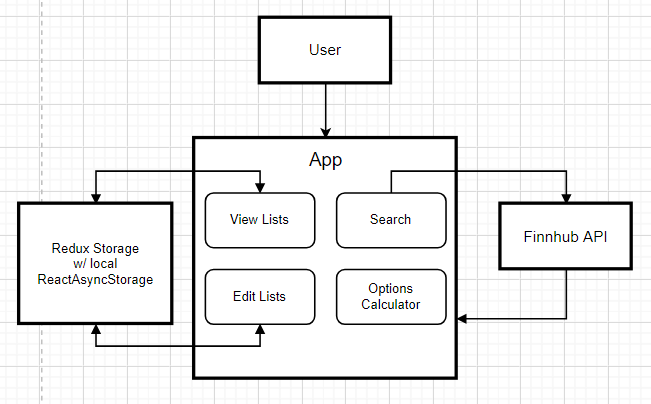 User
App
View Lists
Search
Redux Storage
w/ local
ReactAsyncStorage
Finnhub API
Edit Lists
Options
Calculator